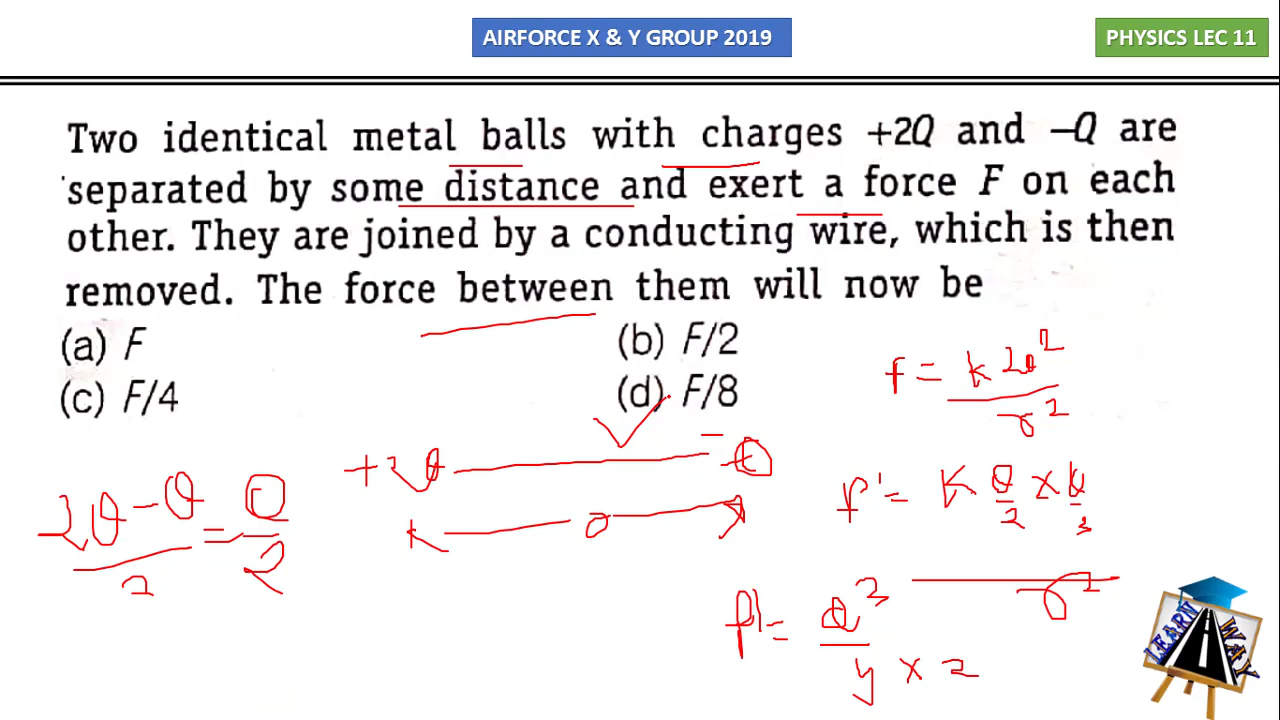 AIRFORCE X & Y GROUP 2019
PHYSICS LEC 11
Two identical metal balls with charges +2Q and –Q are
separated by some distance and exert a force F on each
other. They are joined by a conducting wire, which is then
removed. The force between them will now be
(a) F (b) F/2
(c) F/4 (d) F/8
f = k 2Q²
r²
+2Q – Q
2Q – Q = Q
2 2
r
f' = K Q × Q
2 2
r²
f' = Q²
4 × 2
LEARN WAY